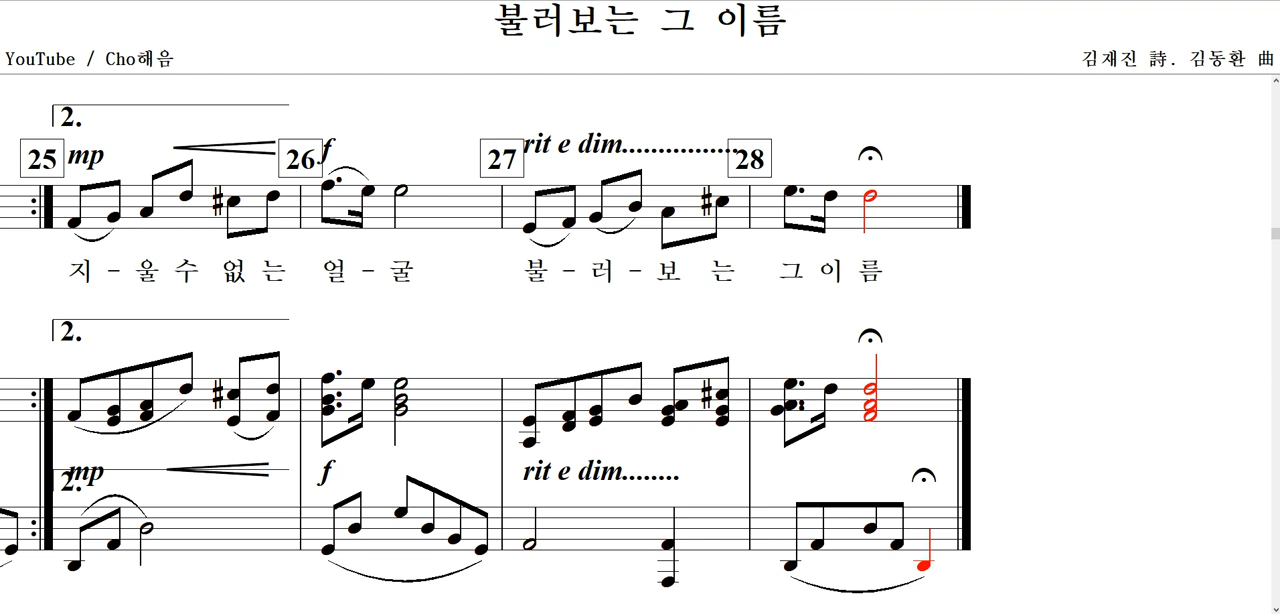 불러보는 그 이름
YouTube / Cho해음
김재진 詩. 김동환 曲
2.
25 mp 26 f 27 rit e dim................ 28
지 - 울 수 없 는 얼 - 굴 불 - 러 - 보 는 그 이 름
2.
mp f rit e dim........
2.